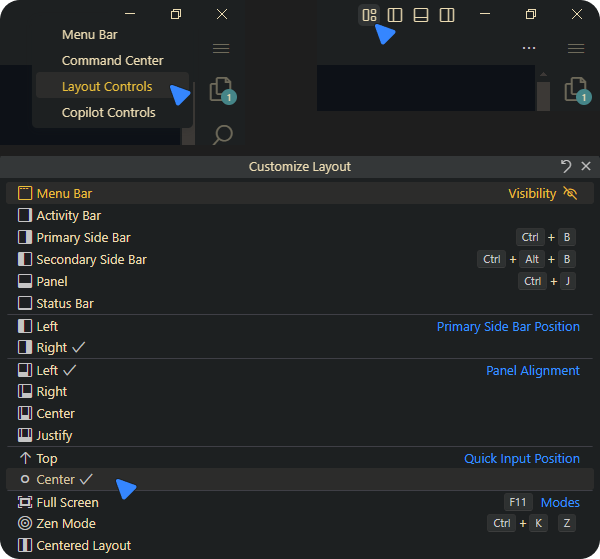 Menu Bar
Command Center
Layout Controls
Copilot Controls
1
1
Customize Layout
Menu Bar Visibility
Activity Bar
Primary Side Bar Ctrl + B
Secondary Side Bar Ctrl + Alt + B
Panel Ctrl + J
Status Bar
Left Primary Side Bar Position
Right
Left Panel Alignment
Right
Center
Justify
Top Quick Input Position
Center
Full Screen F11 Modes
Zen Mode Ctrl + K Z
Centered Layout